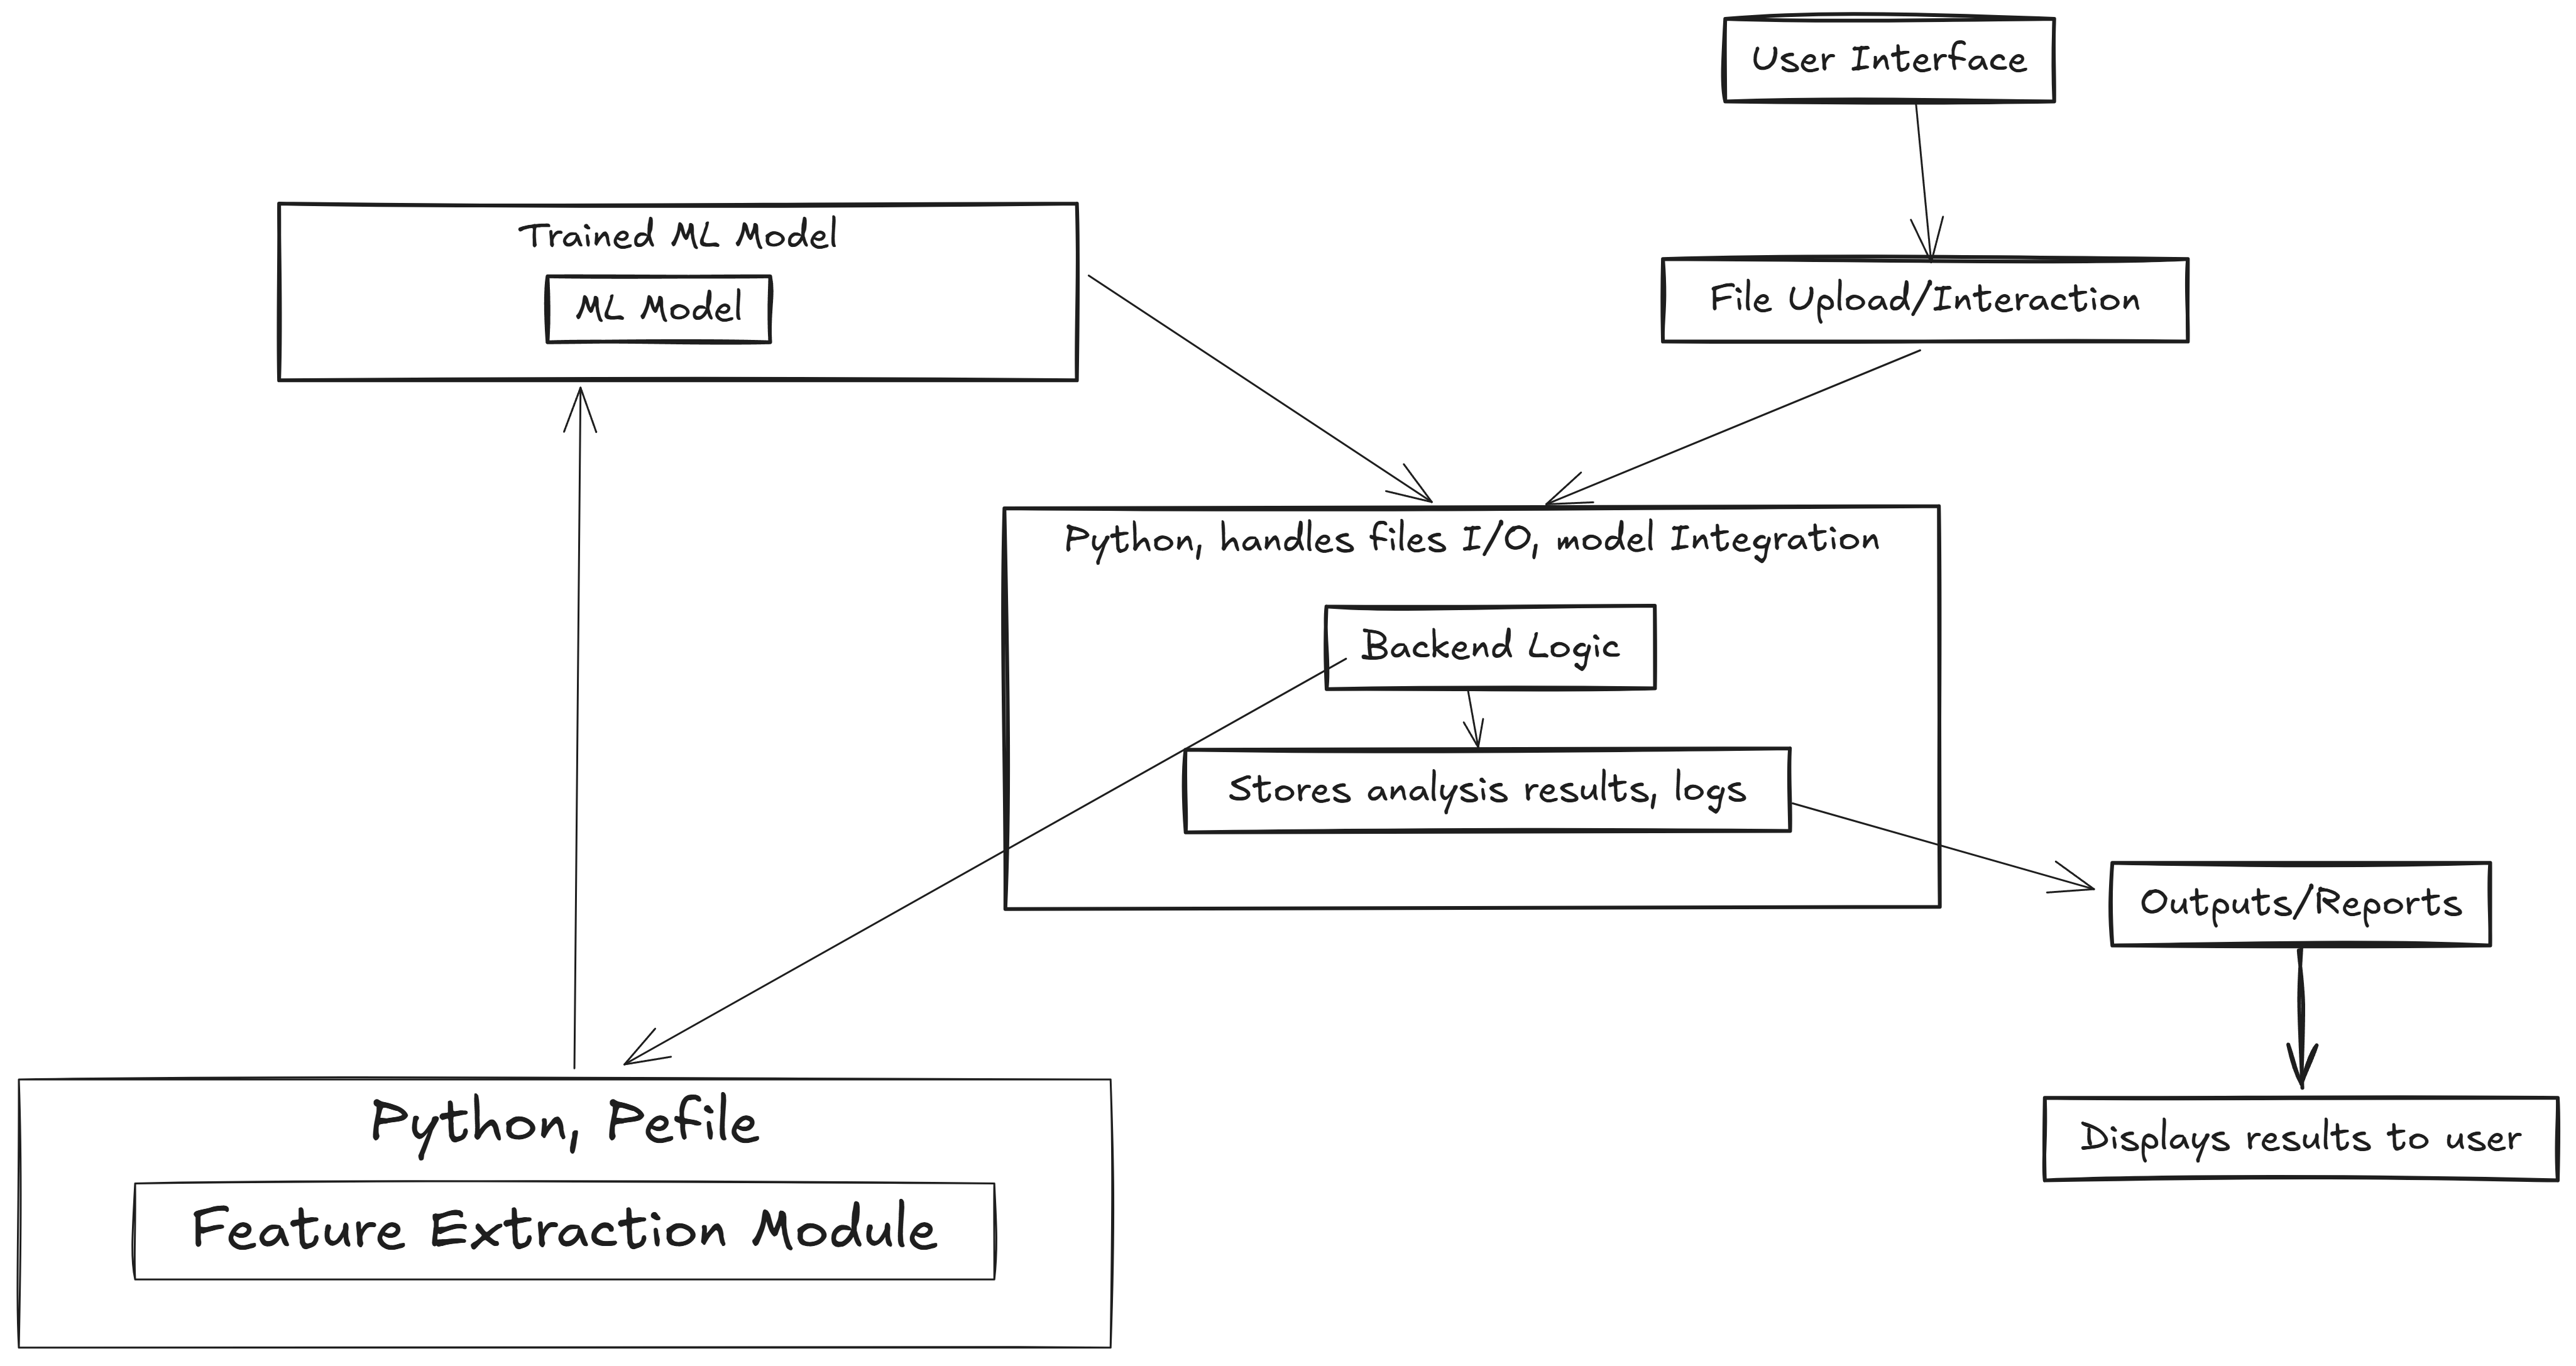 User Interface
Trained ML Model
ML Model
File Upload/Interaction
Python, handles files I/O, model Integration
Backend Logic
Stores analysis results, logs
Outputs/Reports
Python, Pefile
Displays results to user
Feature Extraction Module